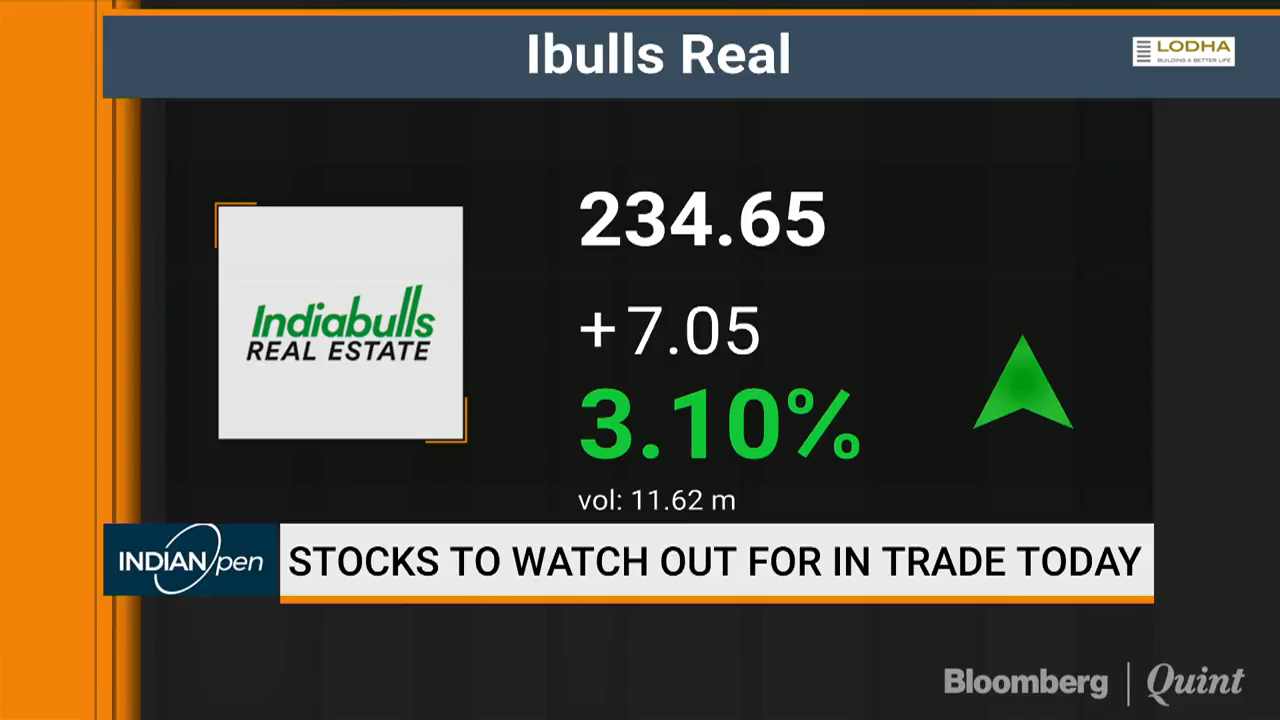 Ibulls Real
LODHA
BUILDING A BETTER LIFE
234.65
Indiabulls
REAL ESTATE
+7.05
3.10%
vol: 11.62 m
INDIAN Open
STOCKS TO WATCH OUT FOR IN TRADE TODAY
Bloomberg | Quint